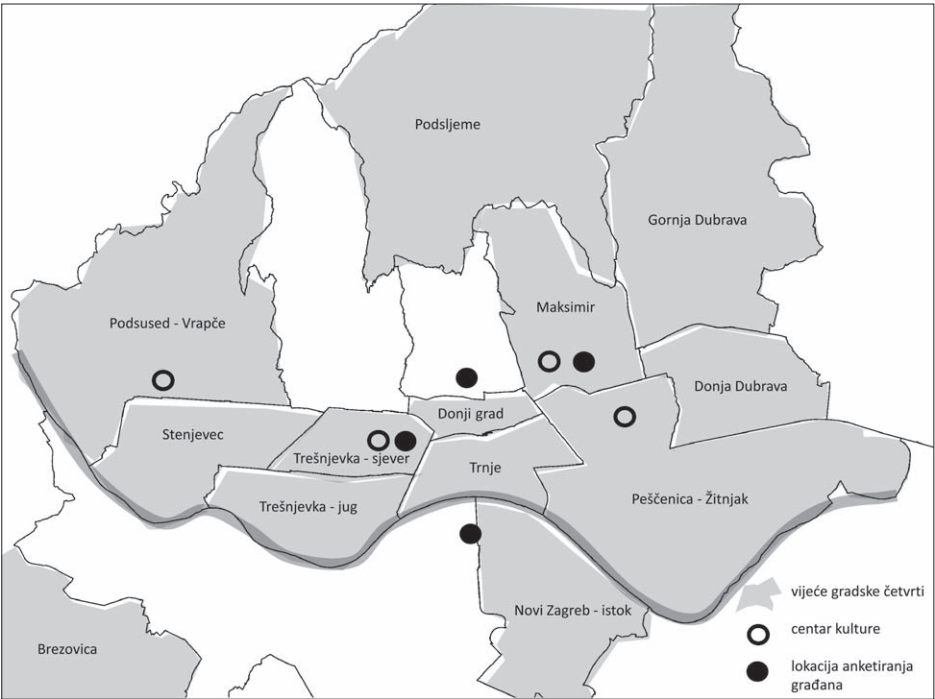 Podsljeme
Gornja Dubrava
Maksimir
Podsused - Vrapče
Donja Dubrava
Donji grad
Stenjevec
Trešnjevka - sjever
Trnje
Peščenica - Žitnjak
Trešnjevka - jug
vijeće gradske četvrti
Novi Zagreb - istok
centar kulture
Brezovica
lokacija anketiranja
građana